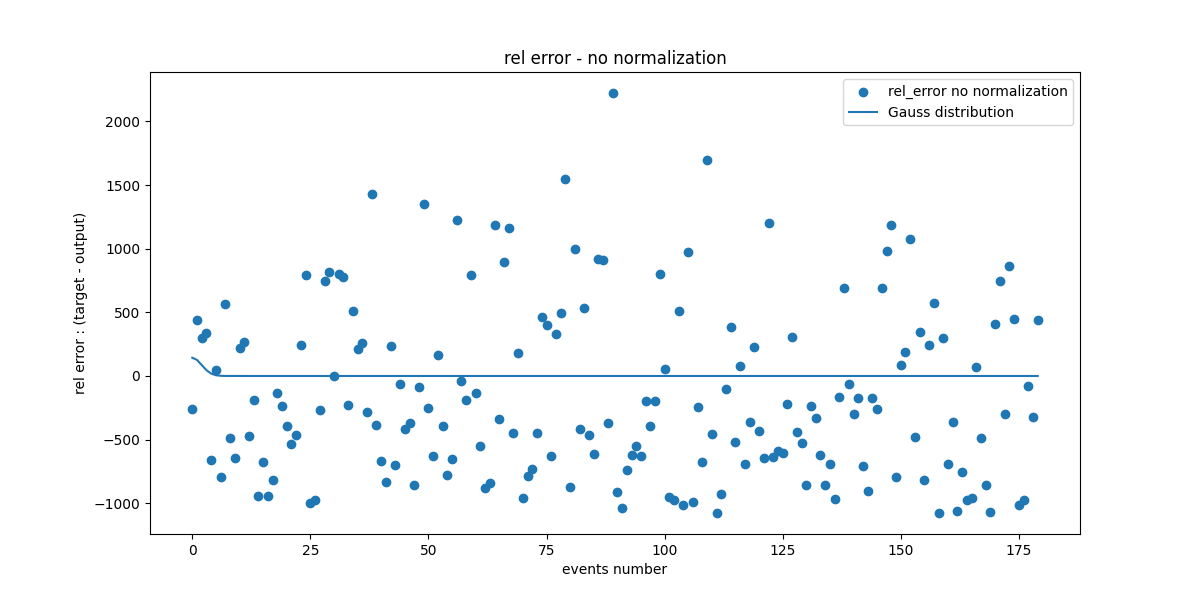 rel error - no normalization
rel_error no normalization
Gauss distribution
rel error : (target - output)
2000
1500
1000
500
0
−500
−1000
0 25 50 75 100 125 150 175
events number